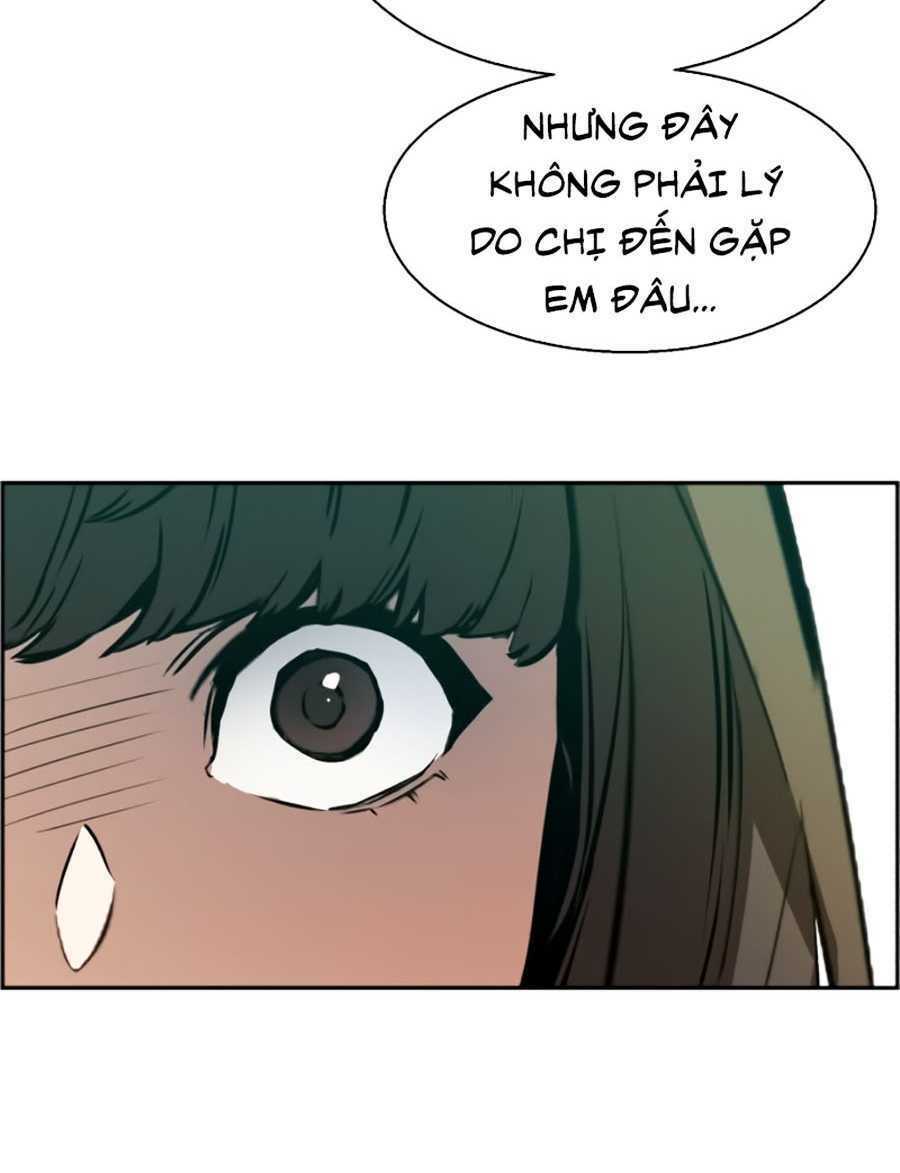 NHƯNG ĐÂY
KHÔNG PHẢI LÝ
DO CHỊ ĐẾN GẶP
EM ĐÂU...